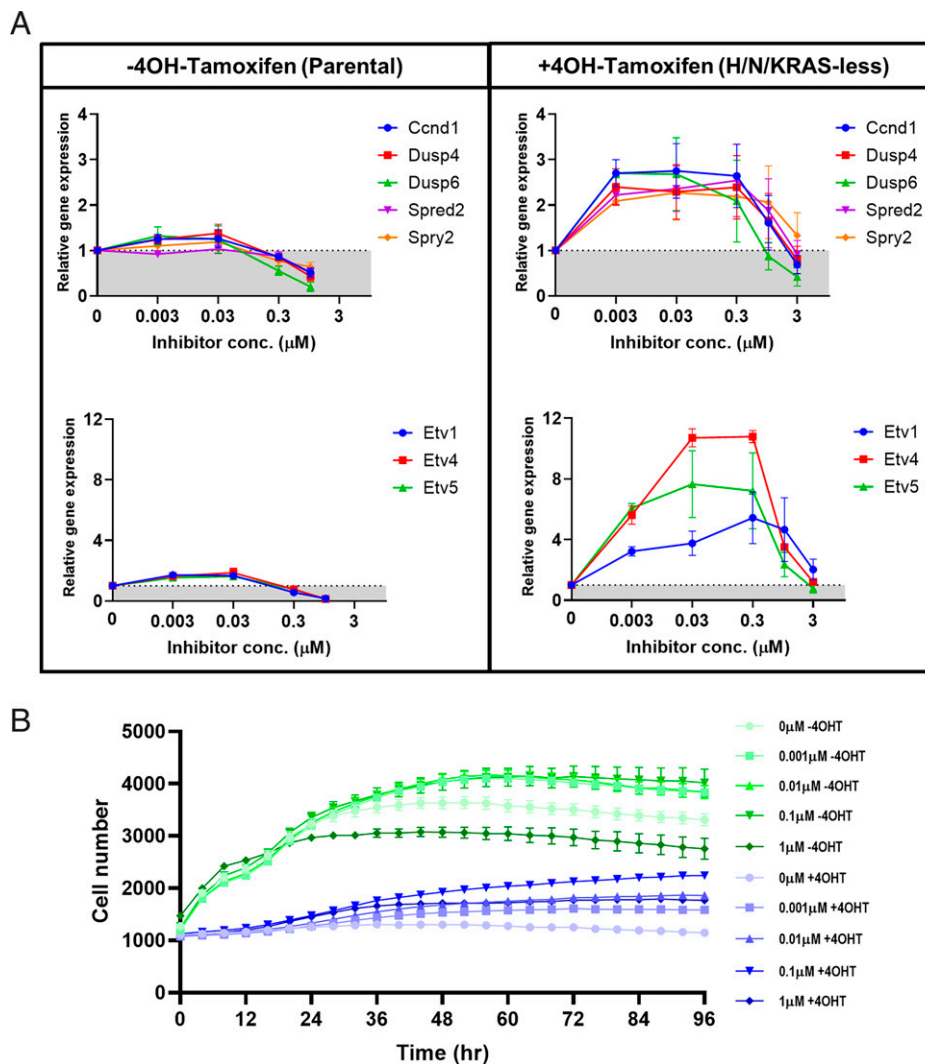 A
-4OH-Tamoxifen (Parental)
+4OH-Tamoxifen (H/N/KRAS-less)
Relative gene expression
4
3
2
1
0
0
0.003
0.03
0.3
3
Inhibitor conc. (μM)
Ccnd1
Dusp4
Dusp6
Spred2
Spry2
Relative gene expression
4
3
2
1
0
0
0.003
0.03
0.3
3
Inhibitor conc. (μM)
Ccnd1
Dusp4
Dusp6
Spred2
Spry2
Relative gene expression
12
8
4
0
0
0.003
0.03
0.3
3
Inhibitor conc. (μM)
Etv1
Etv4
Etv5
Relative gene expression
12
8
4
0
0
0.003
0.03
0.3
3
Inhibitor conc. (μM)
Etv1
Etv4
Etv5
B
Cell number
5000
4000
3000
2000
1000
0
0
12
24
36
48
60
72
84
96
Time (hr)
0μM -4OHT
0.001μM -4OHT
0.01μM -4OHT
0.1μM -4OHT
1μM -4OHT
0μM +4OHT
0.001μM +4OHT
0.01μM +4OHT
0.1μM +4OHT
1μM +4OHT